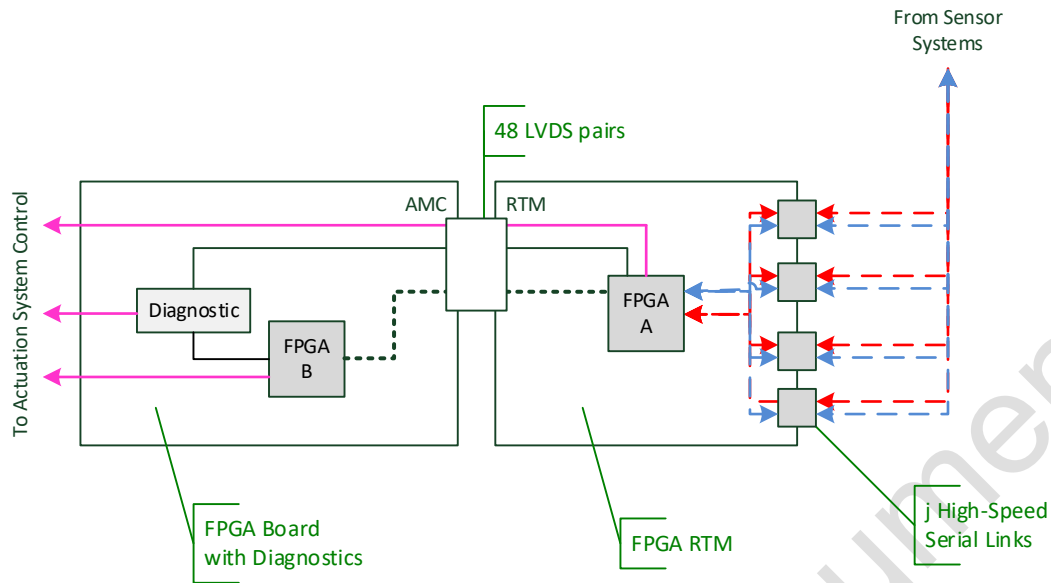 From Sensor
Systems
48 LVDS pairs
AMC
RTM
To Actuation System Control
Diagnostic
FPGA
A
FPGA
B
FPGA Board
with Diagnostics
FPGA RTM
j High-Speed
Serial Links